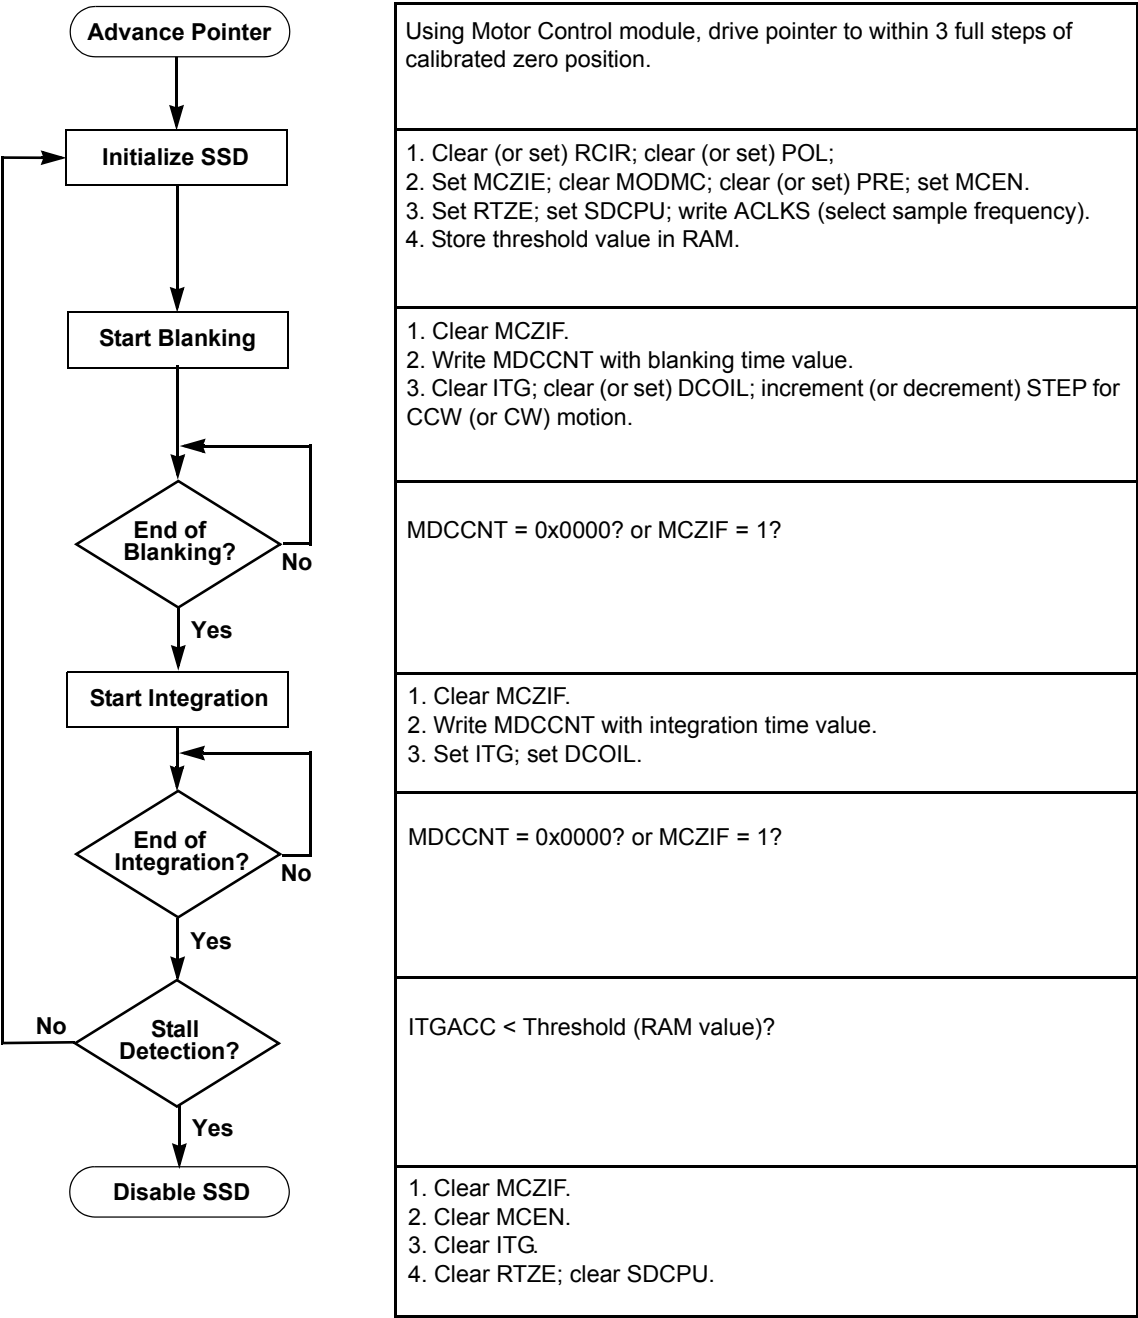 Advance Pointer
Using Motor Control module, drive pointer to within 3 full steps of
calibrated zero position.
Initialize SSD
1. Clear (or set) RCIR; clear (or set) POL;
2. Set MCZIE; clear MODMC; clear (or set) PRE; set MCEN.
3. Set RTZE; set SDCPU; write ACLKS (select sample frequency).
4. Store threshold value in RAM.
Start Blanking
1. Clear MCZIF.
2. Write MDCCNT with blanking time value.
3. Clear ITG; clear (or set) DCOIL; increment (or decrement) STEP for
CCW (or CW) motion.
End of
Blanking?
No
Yes
MDCCNT = 0x0000? or MCZIF = 1?
Start Integration
1. Clear MCZIF.
2. Write MDCCNT with integration time value.
3. Set ITG; set DCOIL.
End of
Integration?
No
Yes
MDCCNT = 0x0000? or MCZIF = 1?
No
Stall
Detection?
Yes
ITGACC < Threshold (RAM value)?
Disable SSD
1. Clear MCZIF.
2. Clear MCEN.
3. Clear ITG.
4. Clear RTZE; clear SDCPU.